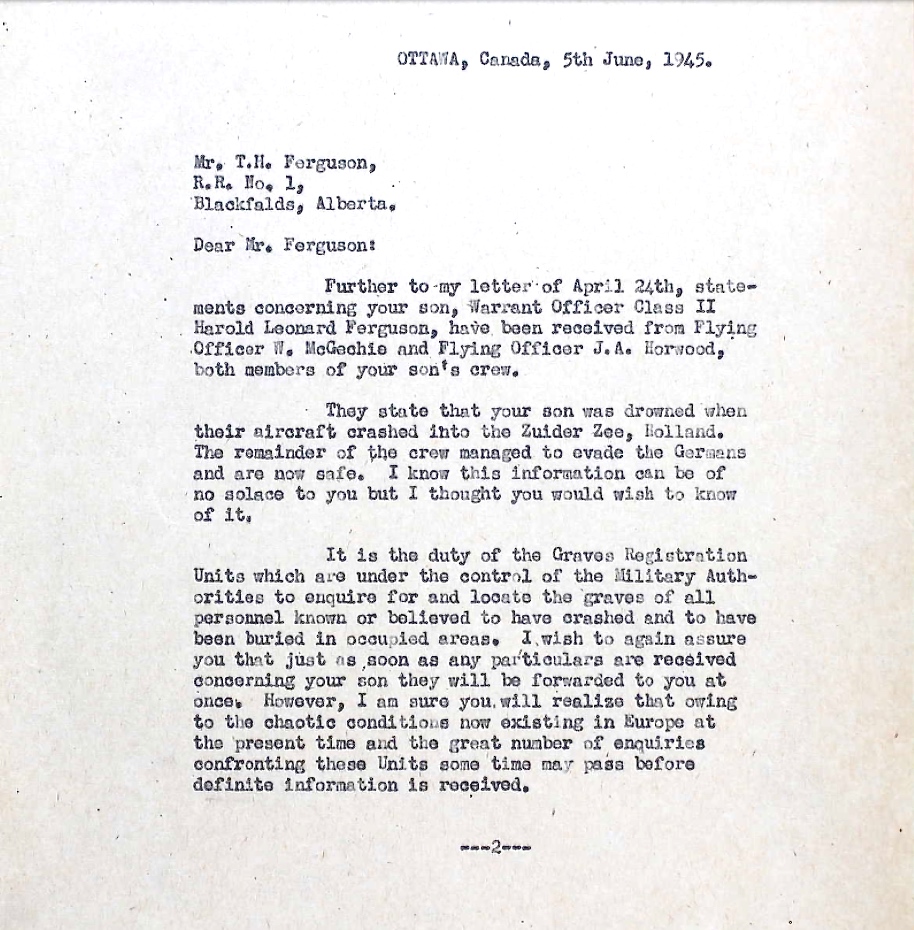 OTTAWA, Canada, 5th June, 1945.
Mr. T.H. Ferguson,
R.R. No. 1,
Blackfalds, Alberta.
Dear Mr. Ferguson:
Further to my letter of April 24th, state-
ments concerning your son, Warrant Officer Class II
Harold Leonard Ferguson, have been received from Flying
Officer W. McGechie and Flying Officer J.A. Horwood,
both members of your son's crew.
They state that your son was drowned when
their aircraft crashed into the Zuider Zee, Holland.
The remainder of the crew managed to evade the Germans
and are now safe. I know this information can be of
no solace to you but I thought you would wish to know
of it.
It is the duty of the Graves Registration
Units which are under the control of the Military Auth-
orities to enquire for and locate the graves of all
personnel known or believed to have crashed and to have
been buried in occupied areas. I wish to again assure
you that just as soon as any particulars are received
concerning your son they will be forwarded to you at
once. However, I am sure you will realize that owing
to the chaotic conditions now existing in Europe at
the present time and the great number of enquiries
confronting these Units some time may pass before
definite information is received.
---2---